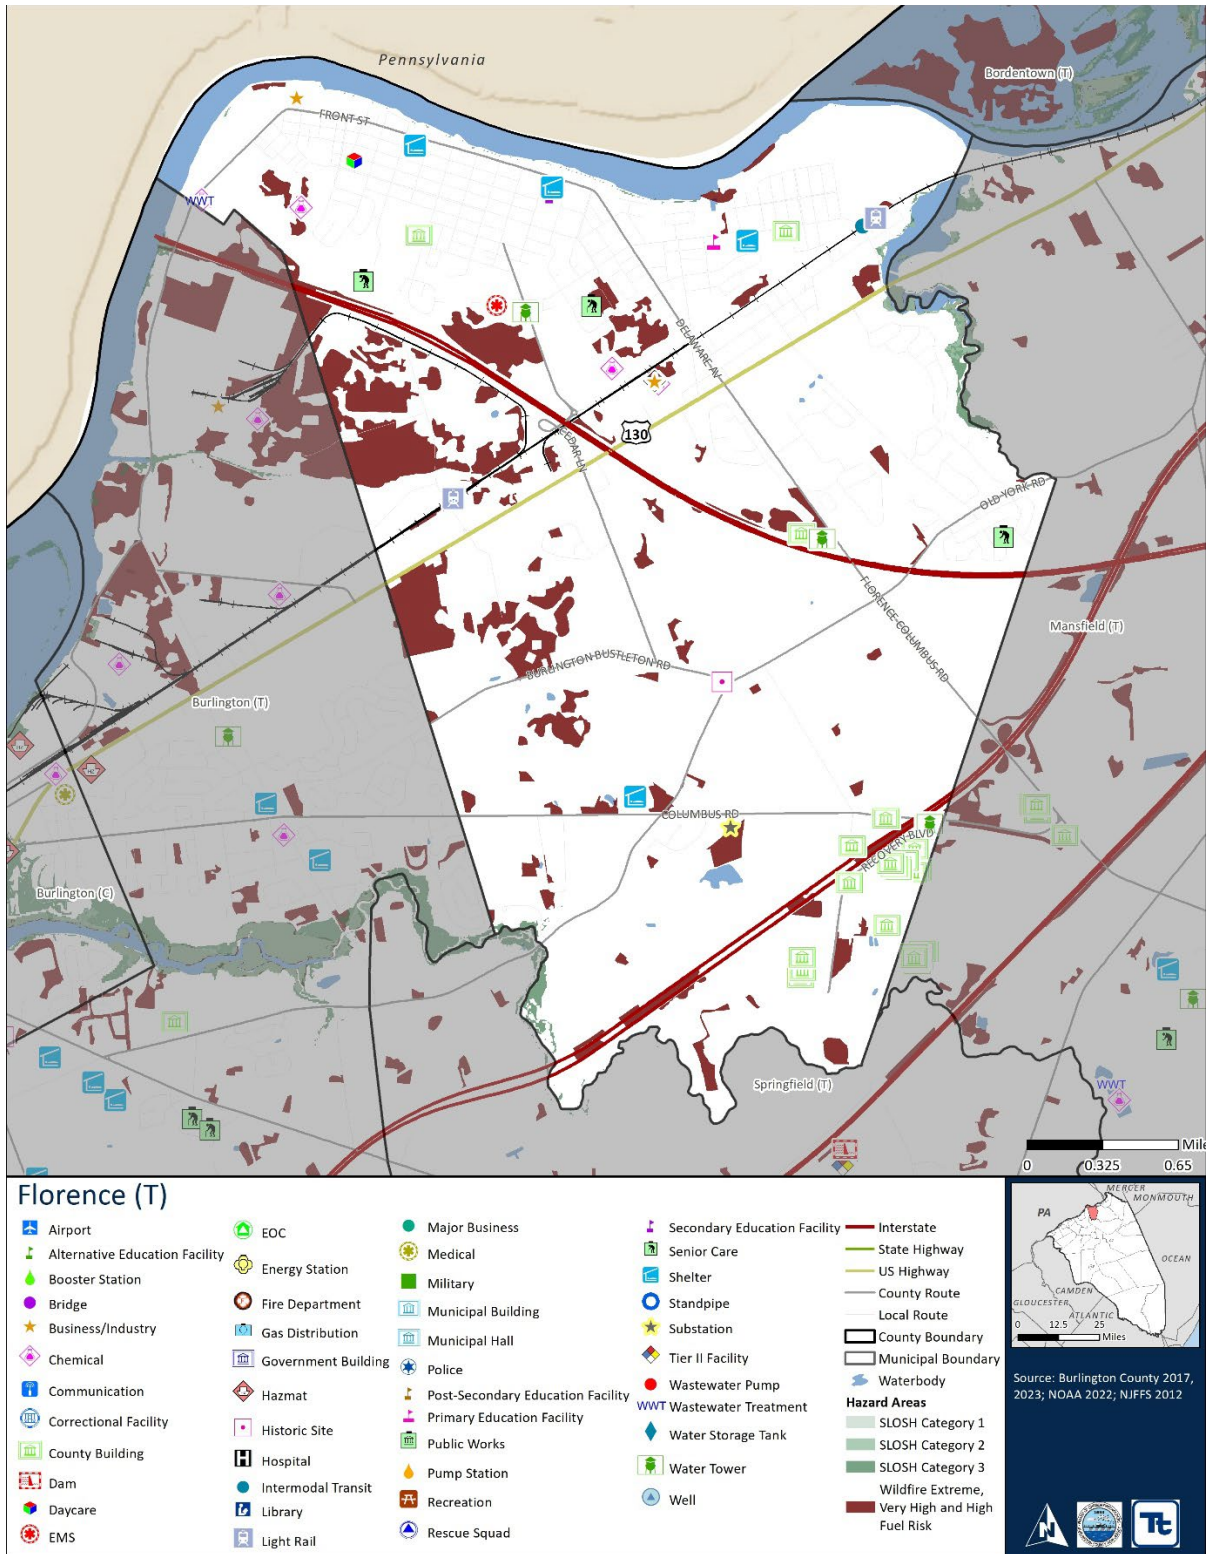 Pennsylvania
Bordentown (T)
FRONT ST
WWT
DELAWARE AV
130
CEDAR LN
OLD YORK RD
FLORENCE COLUMBUS RD
Mansfield (T)
BURLINGTON BUSTLETON RD
Burlington (T)
COLUMBUS RD
RECOVERY BLVD
Burlington (C)
Springfield (T)
WWT
Mile
0 0.325 0.65
Florence (T)
Airport
Alternative Education Facility
Booster Station
Bridge
Business/Industry
Chemical
Communication
Correctional Facility
County Building
Dam
Daycare
EMS
EOC
Energy Station
Fire Department
Gas Distribution
Government Building
Hazmat
Historic Site
Hospital
Intermodal Transit
Library
Light Rail
Major Business
Medical
Military
Municipal Building
Municipal Hall
Police
Post-Secondary Education Facility
Primary Education Facility
Public Works
Pump Station
Recreation
Rescue Squad
Secondary Education Facility
Senior Care
Shelter
Standpipe
Substation
Tier II Facility
Wastewater Pump
WWT Wastewater Treatment
Water Storage Tank
Water Tower
Well
Interstate
State Highway
US Highway
County Route
Local Route
County Boundary
Municipal Boundary
Waterbody
Hazard Areas
SLOSH Category 1
SLOSH Category 2
SLOSH Category 3
Wildfire Extreme,
Very High and High
Fuel Risk
MERCER
MONMOUTH
PA
OCEAN
CAMDEN
GLOUCESTER
ATLANTIC
0 12.5 25
Miles
Source: Burlington County 2017,
2023; NOAA 2022; NJFFS 2012
N
Tt